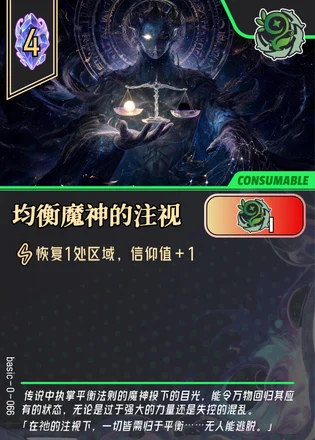 4
CONSUMABLE
均衡魔神的注视
1
恢复1处区域，信仰值+1
basic-0-066
传说中执掌平衡法则的魔神投下的目光，能令万物回归其应
有的状态，无论是过于强大的力量还是失控的混乱。
「在祂的注视下，一切皆需归于平衡……无人能逃脱。」